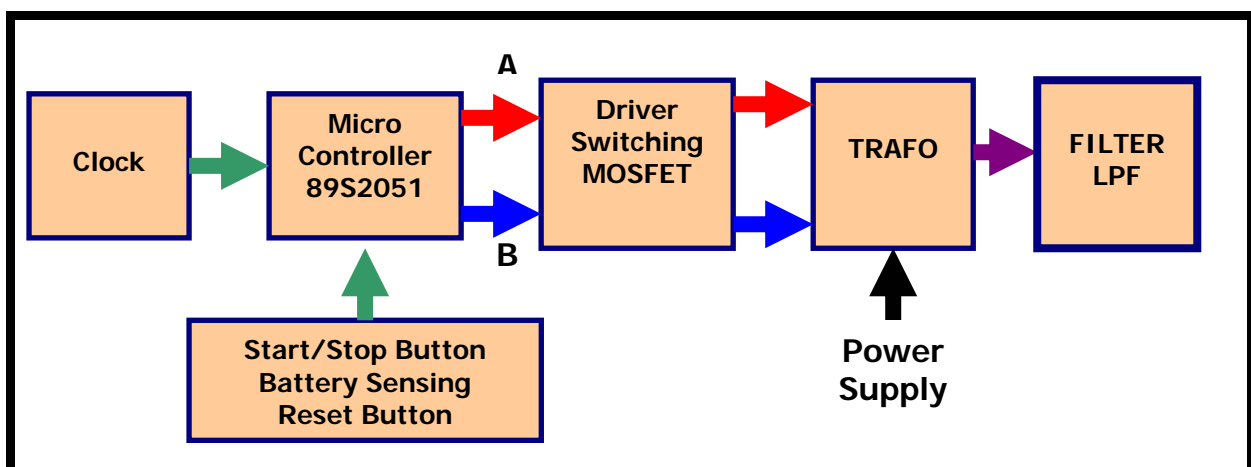 Clock
Micro
Controller
89S2051
A
B
Driver
Switching
MOSFET
TRAFO
FILTER
LPF
Start/Stop Button
Battery Sensing
Reset Button
Power
Supply